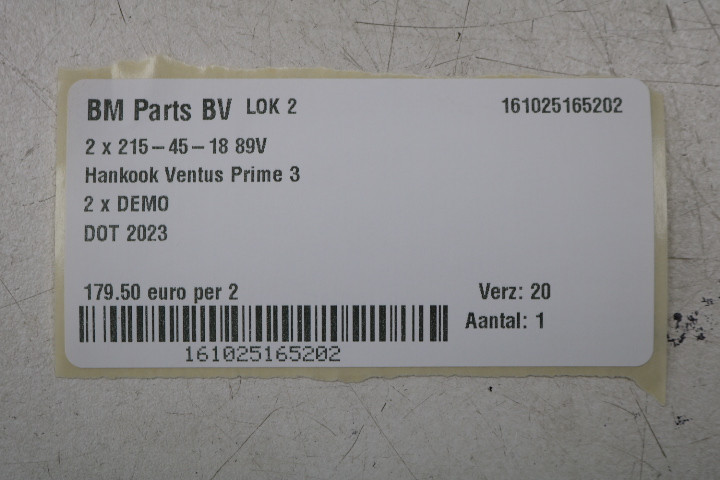 BM Parts BV LOK 2 161025165202
2 x 215-45-18 89V
Hankook Ventus Prime 3
2 x DEMO
DOT 2023
179.50 euro per 2 Verz: 20
Aantal: 1
161025165202